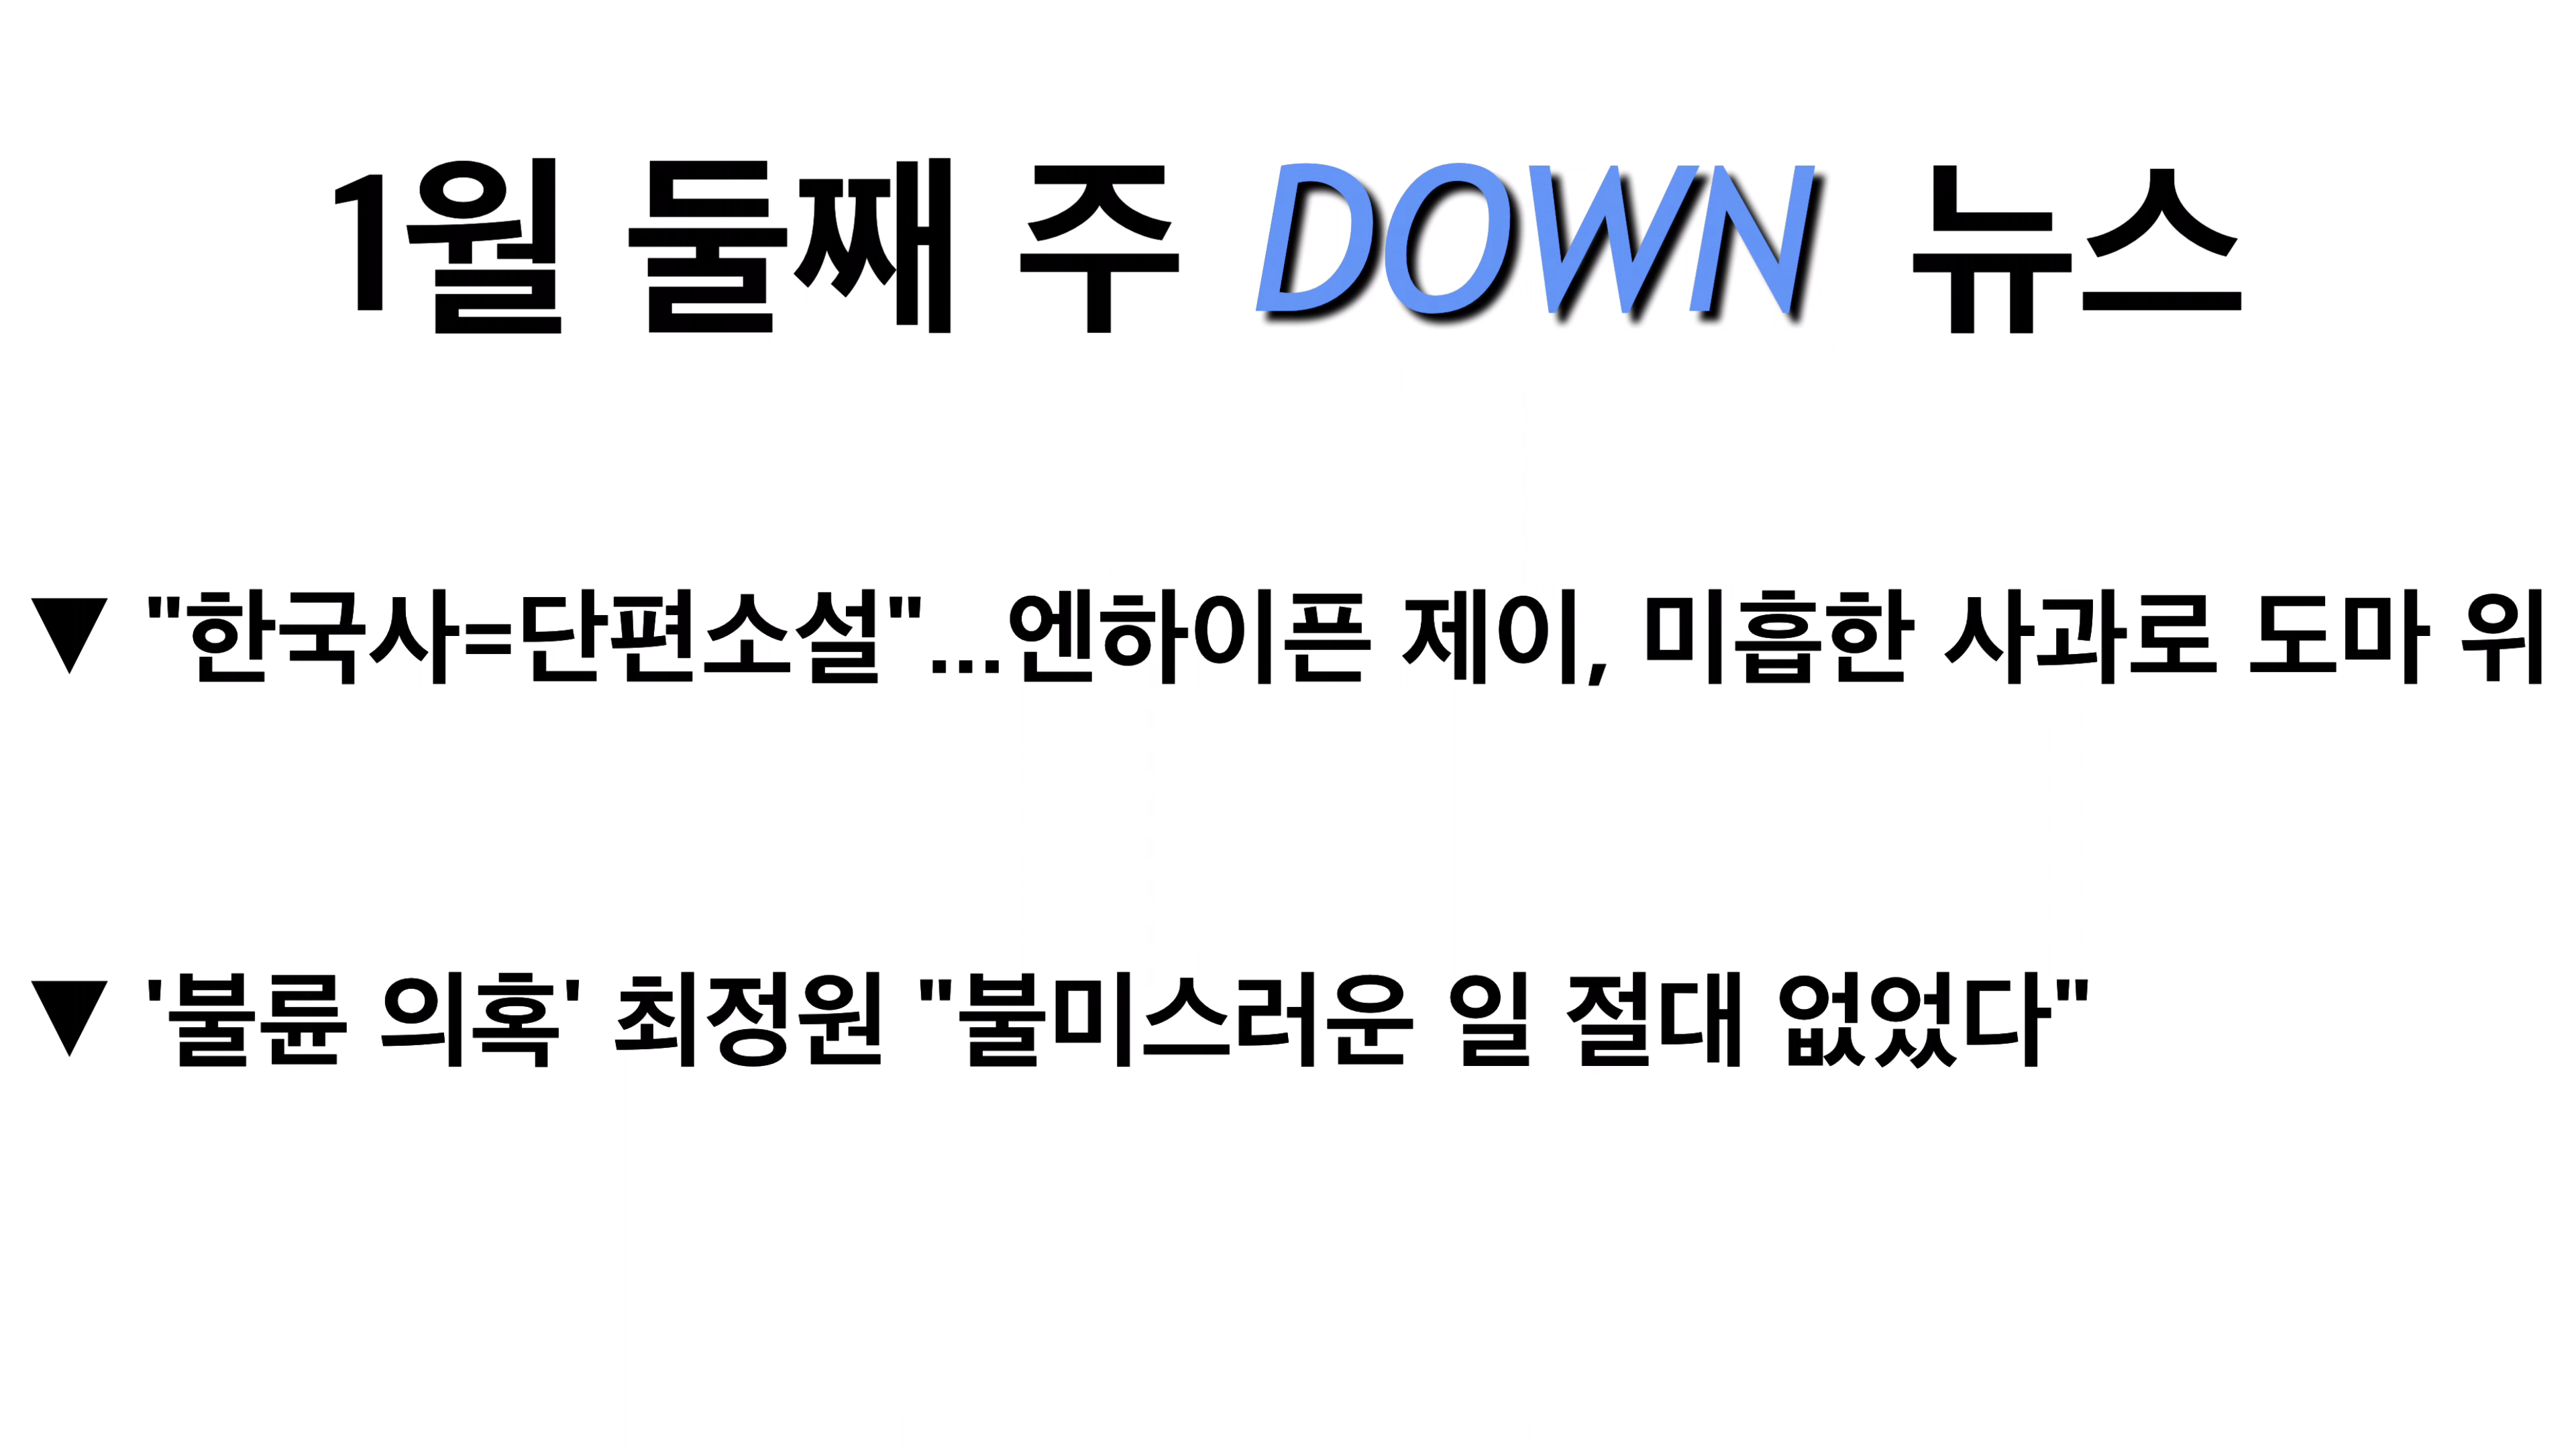 1월 둘째 주 DOWN 뉴스
▼ "한국사=단편소설"...엔하이픈 제이, 미흡한 사과로 도마 위
▼ '불륜 의혹' 최정원 "불미스러운 일 절대 없었다"